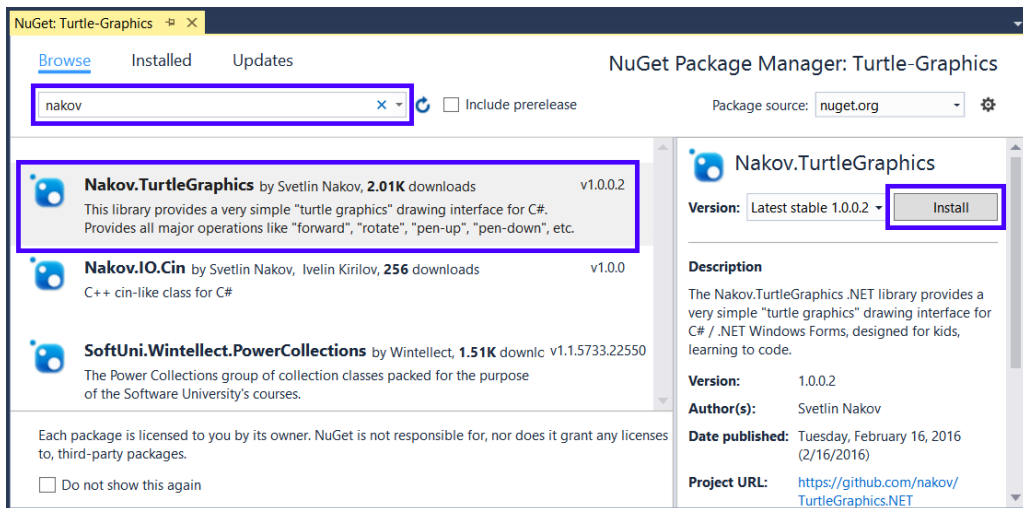 NuGet: Turtle-Graphics
Browse Installed Updates
NuGet Package Manager: Turtle-Graphics
nakov
Include prerelease
Package source: nuget.org
Nakov.TurtleGraphics by Svetlin Nakov, 2.01K downloads v1.0.0.2
This library provides a very simple "turtle graphics" drawing interface for C#.
Provides all major operations like "forward", "rotate", "pen-up", "pen-down", etc.
Nakov.IO.Cin by Svetlin Nakov, Ivelin Kirilov, 256 downloads v1.0.0
C++ cin-like class for C#
SoftUni.Wintellect.PowerCollections by Wintellect, 1.51K downlc v1.1.5733.22550
The Power Collections group of collection classes packed for the purpose
of the Software University's courses.
Each package is licensed to you by its owner. NuGet is not responsible for, nor does it grant any licenses
to, third-party packages.
Do not show this again
Nakov.TurtleGraphics
Version: Latest stable 1.0.0.2 Install
Description
The Nakov.TurtleGraphics .NET library provides a
very simple "turtle graphics" drawing interface for
C# / .NET Windows Forms, designed for kids,
learning to code.
Version: 1.0.0.2
Author(s): Svetlin Nakov
Date published: Tuesday, February 16, 2016
(2/16/2016)
Project URL: https://github.com/nakov/
TurtleGraphics.NET